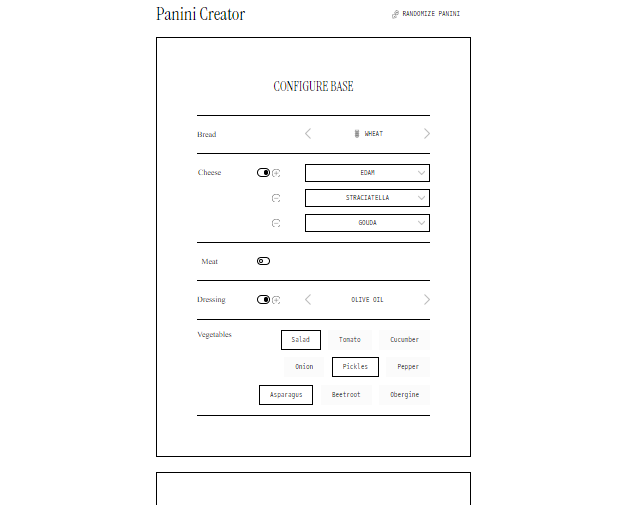 Panini Creator
RANDOMIZE PANINI
CONFIGURE BASE
Bread
WHEAT
Cheese
EDAM
STRACIATELLA
GOUDA
Meat
Dressing
OLIVE OIL
Vegetables
Salad Tomato Cucumber
Onion Pickles Pepper
Asparagus Beetroot Obergine